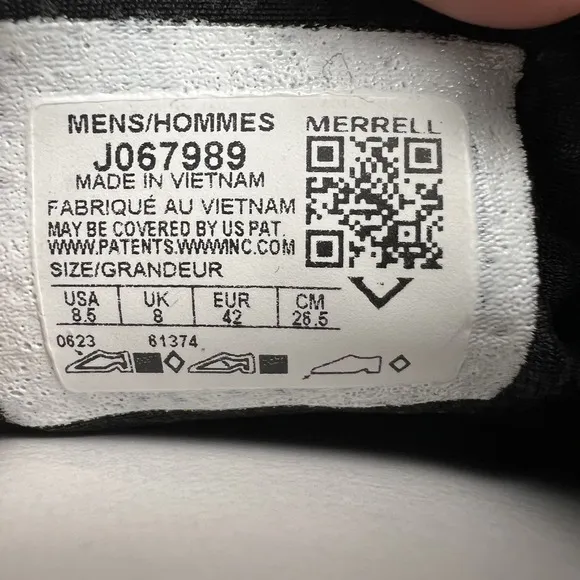 MENS/HOMMES
MERRELL
J067989
MADE IN VIETNAM
FABRIQUÉ AU VIETNAM
MAY BE COVERED BY US PAT.
WWW.PATENTS.WWWINC.COM
SIZE/GRANDEUR
USA UK EUR CM
8.5 8 42 26.5
0623 61374